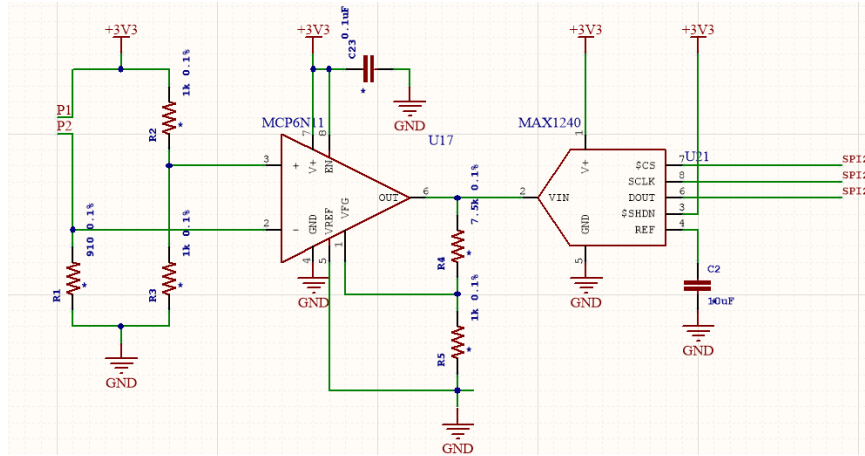 +3V3
+3V3
+3V3
+3V3
0.1uF
C23
*
GND
1k 0.1%
R2
*
P1
P2
MCP6N11
U17
7
8
V+
EN
3
+
2
-
GND
VREF
VFG
OUT
6
4
5
1
GND
910 0.1%
R1
*
1k 0.1%
R3
*
GND
7.5k 0.1%
R4
*
1k 0.1%
R5
*
GND
MAX1240
U21
1
V+
2
VIN
GND
5
GND
$CS
7
SCLK
8
DOUT
6
$SHDN
3
REF
4
SPI2
SPI2
SPI2
C2
10uF
GND